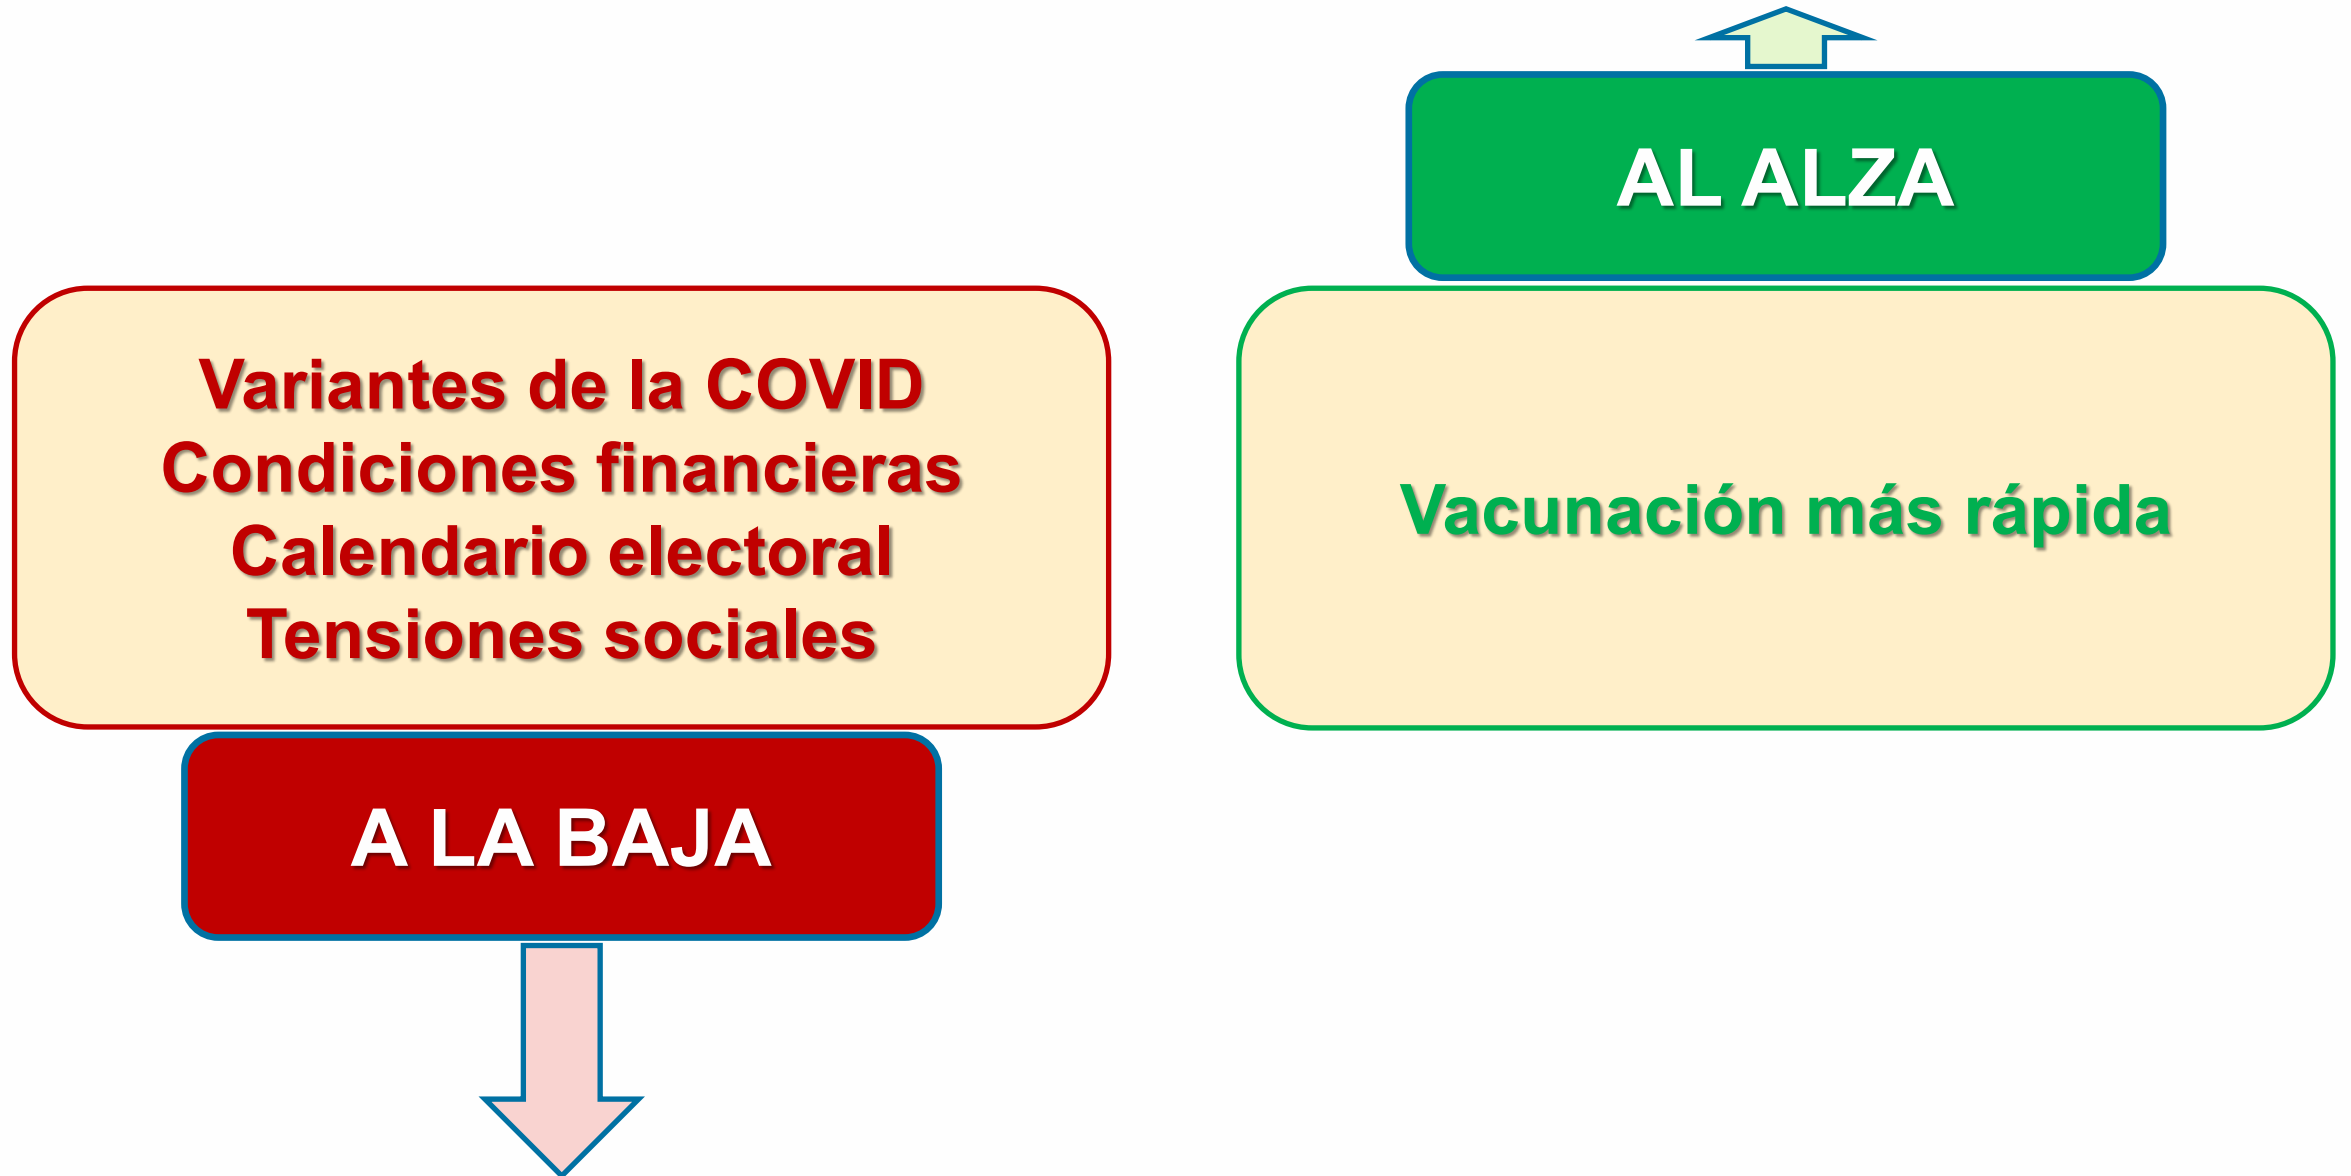 Variantes de la COVID
Condiciones financieras
Calendario electoral
Tensiones sociales
A LA BAJA
AL ALZA
Vacunación más rápida